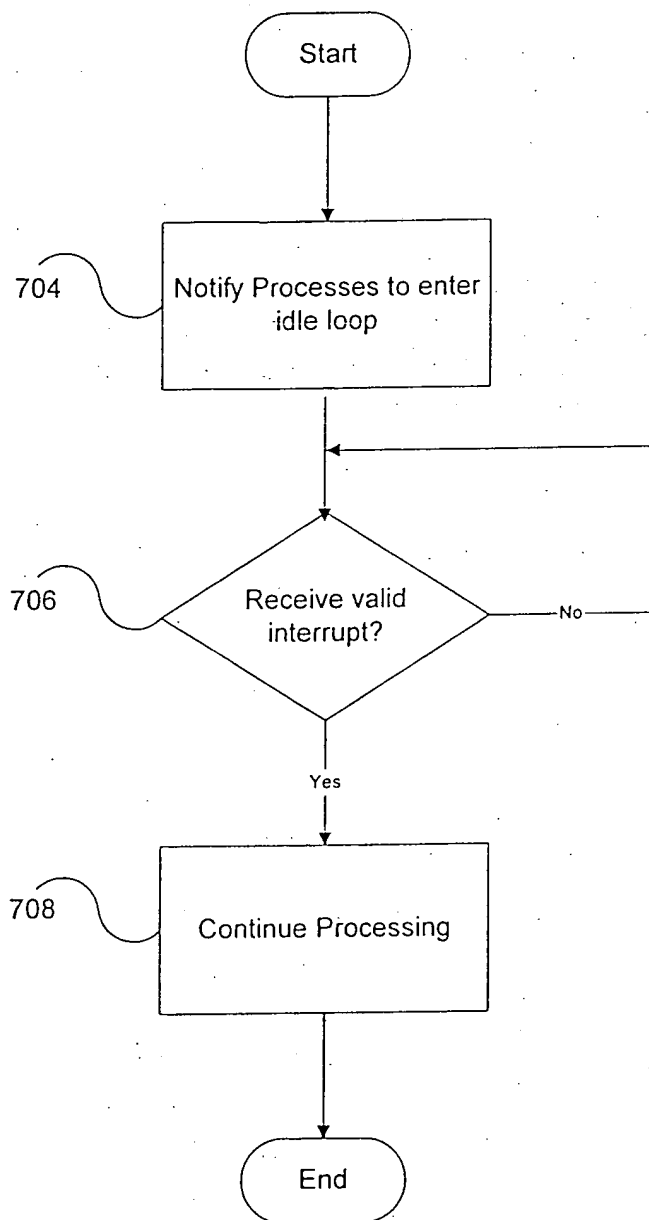 Start
704
Notify Processes to enter
idle loop
706
Receive valid
interrupt?
No
Yes
708
Continue Processing
End